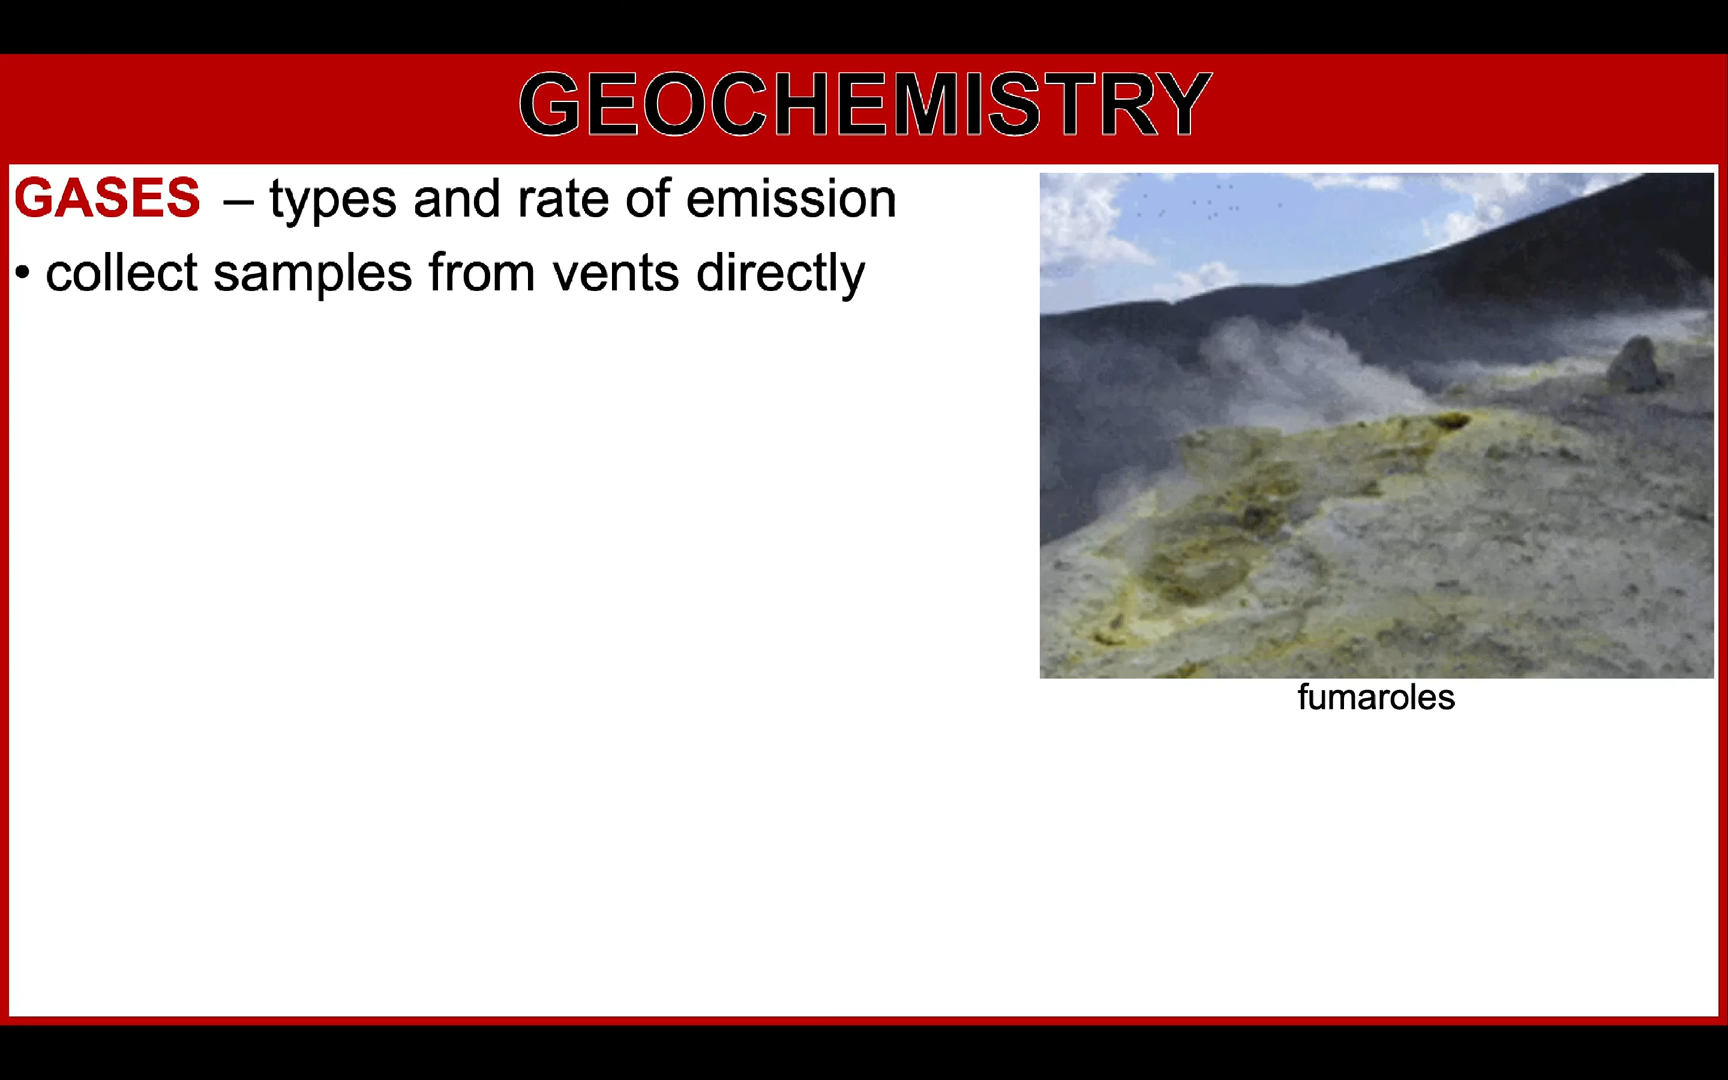 GEOCHEMISTRY
GASES – types and rate of emission
• collect samples from vents directly
fumaroles